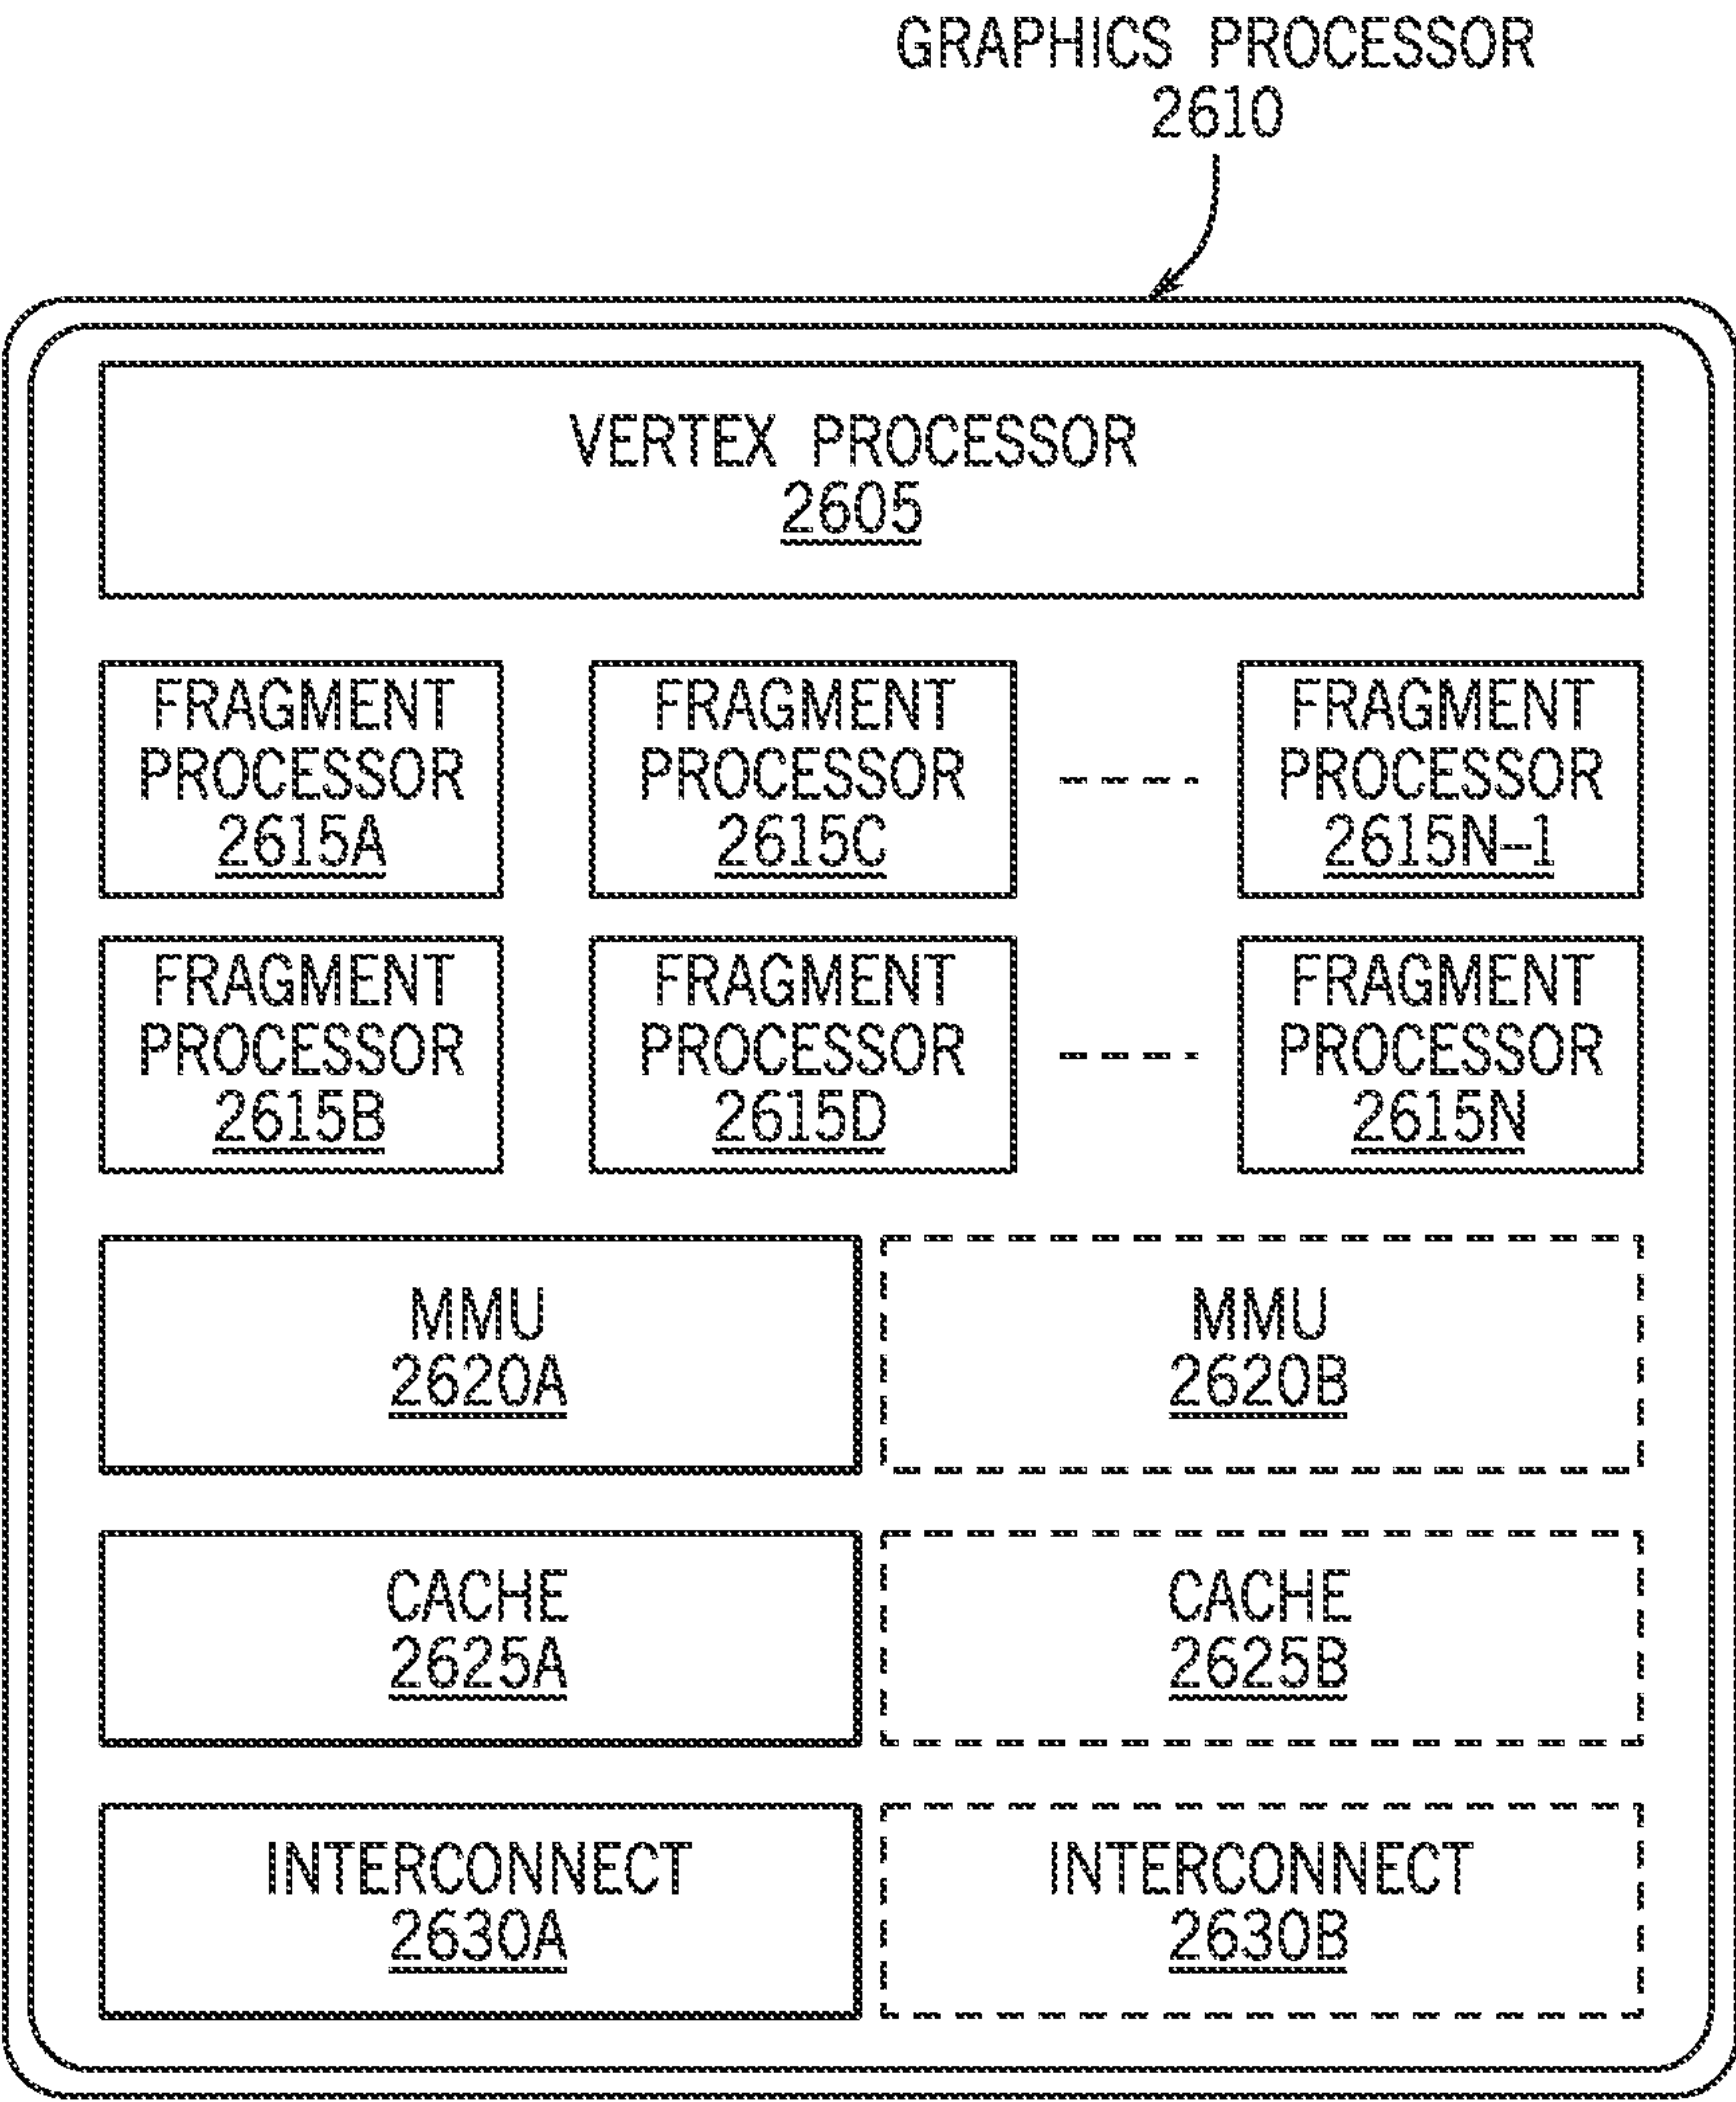 GRAPHICS PROCESSOR
2610
VERTEX PROCESSOR
2605
FRAGMENT
PROCESSOR
2615A
FRAGMENT
PROCESSOR
2615C
FRAGMENT
PROCESSOR
2615N-1
FRAGMENT
PROCESSOR
2615B
FRAGMENT
PROCESSOR
2615D
FRAGMENT
PROCESSOR
2615N
MMU
2620A
MMU
2620B
CACHE
2625A
CACHE
2625B
INTERCONNECT
2630A
INTERCONNECT
2630B